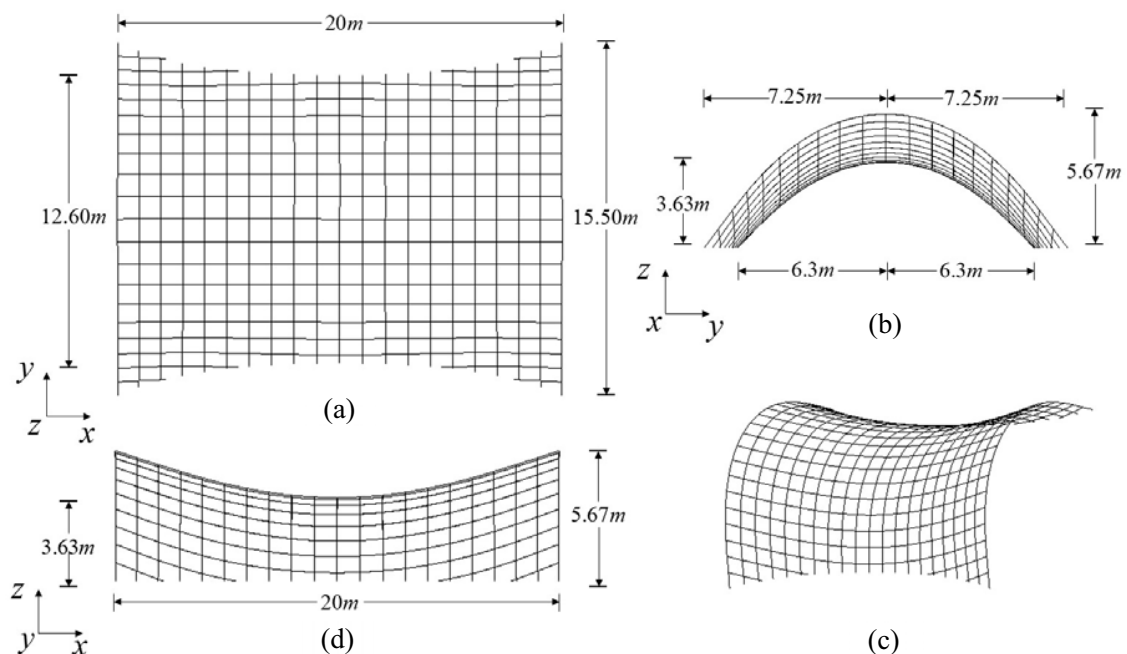 20m
12.60m
15.50m
y
z
x
(a)
7.25m
7.25m
3.63m
5.67m
6.3m
6.3m
z
x
y
(b)
3.63m
5.67m
z
y
x
20m
(d)
(c)